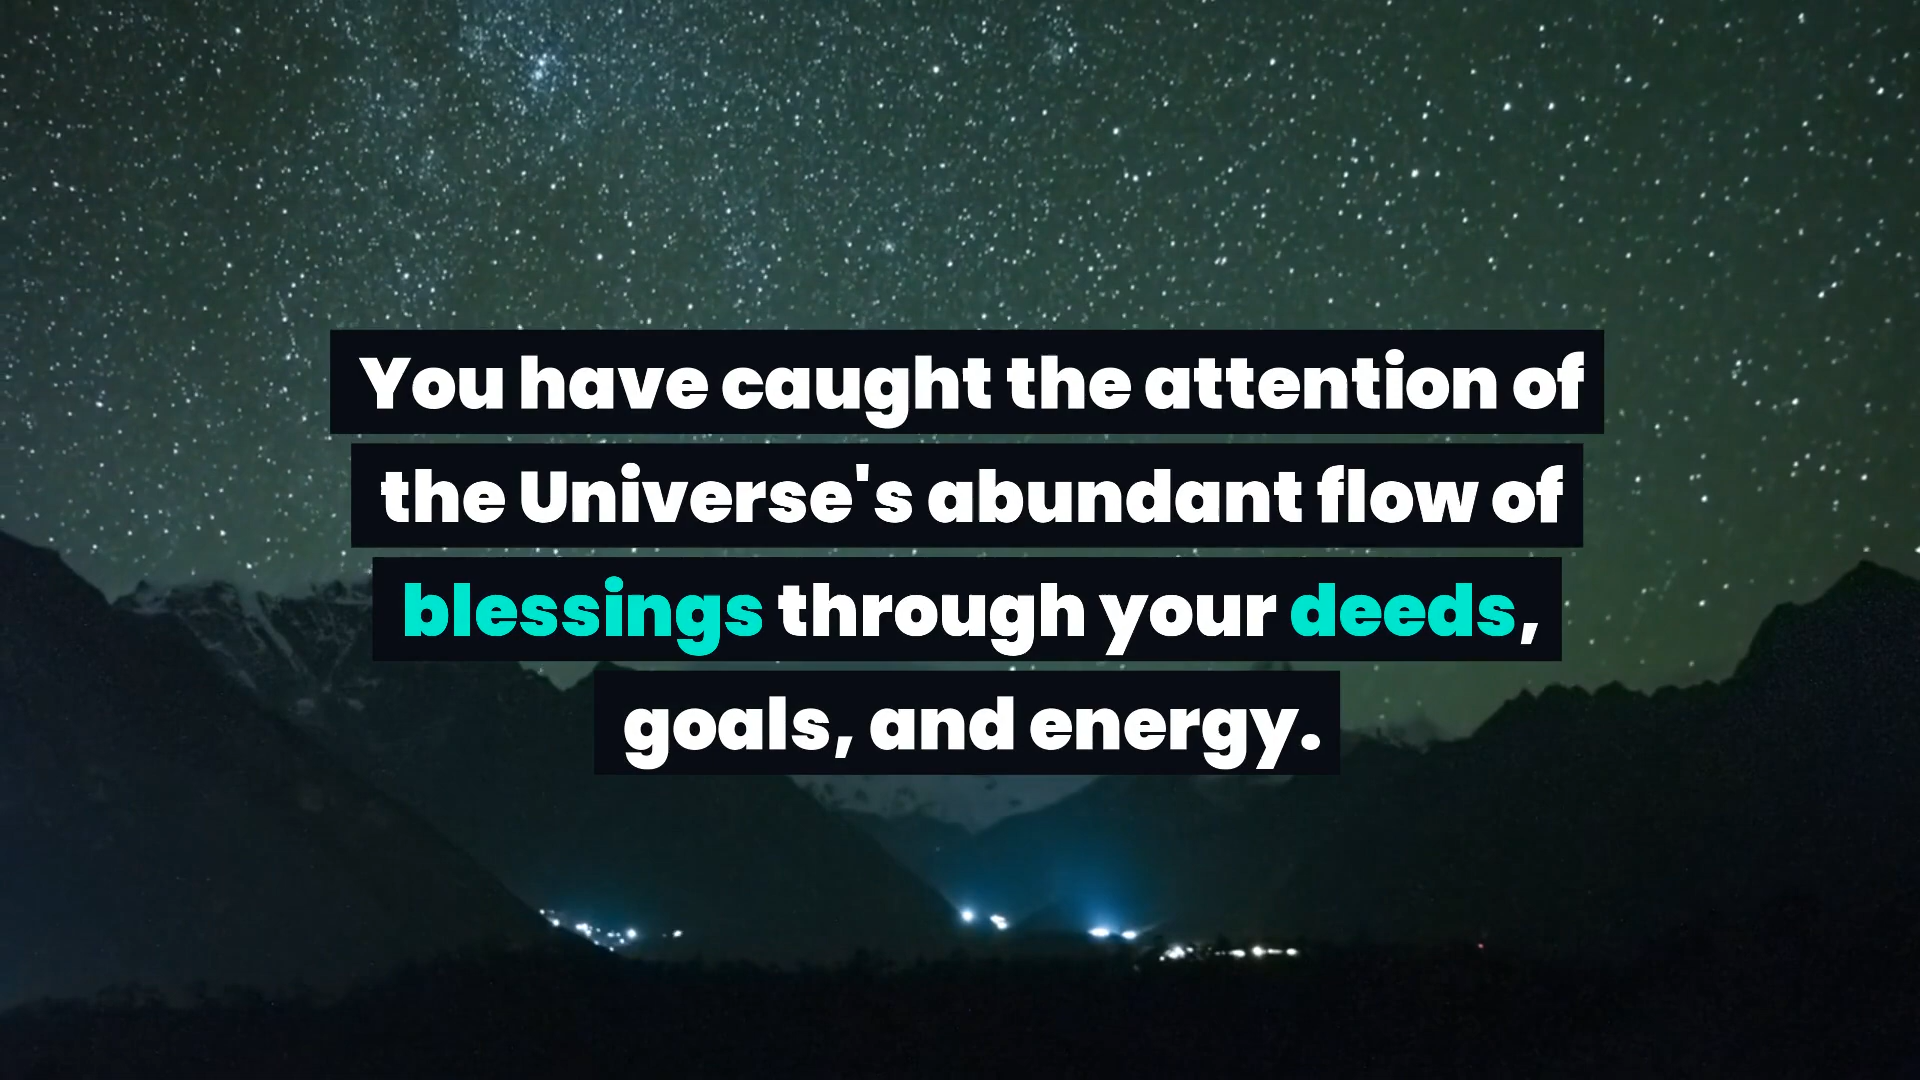 You have caught the attention of
the Universe's abundant flow of
blessings through your deeds,
goals, and energy.